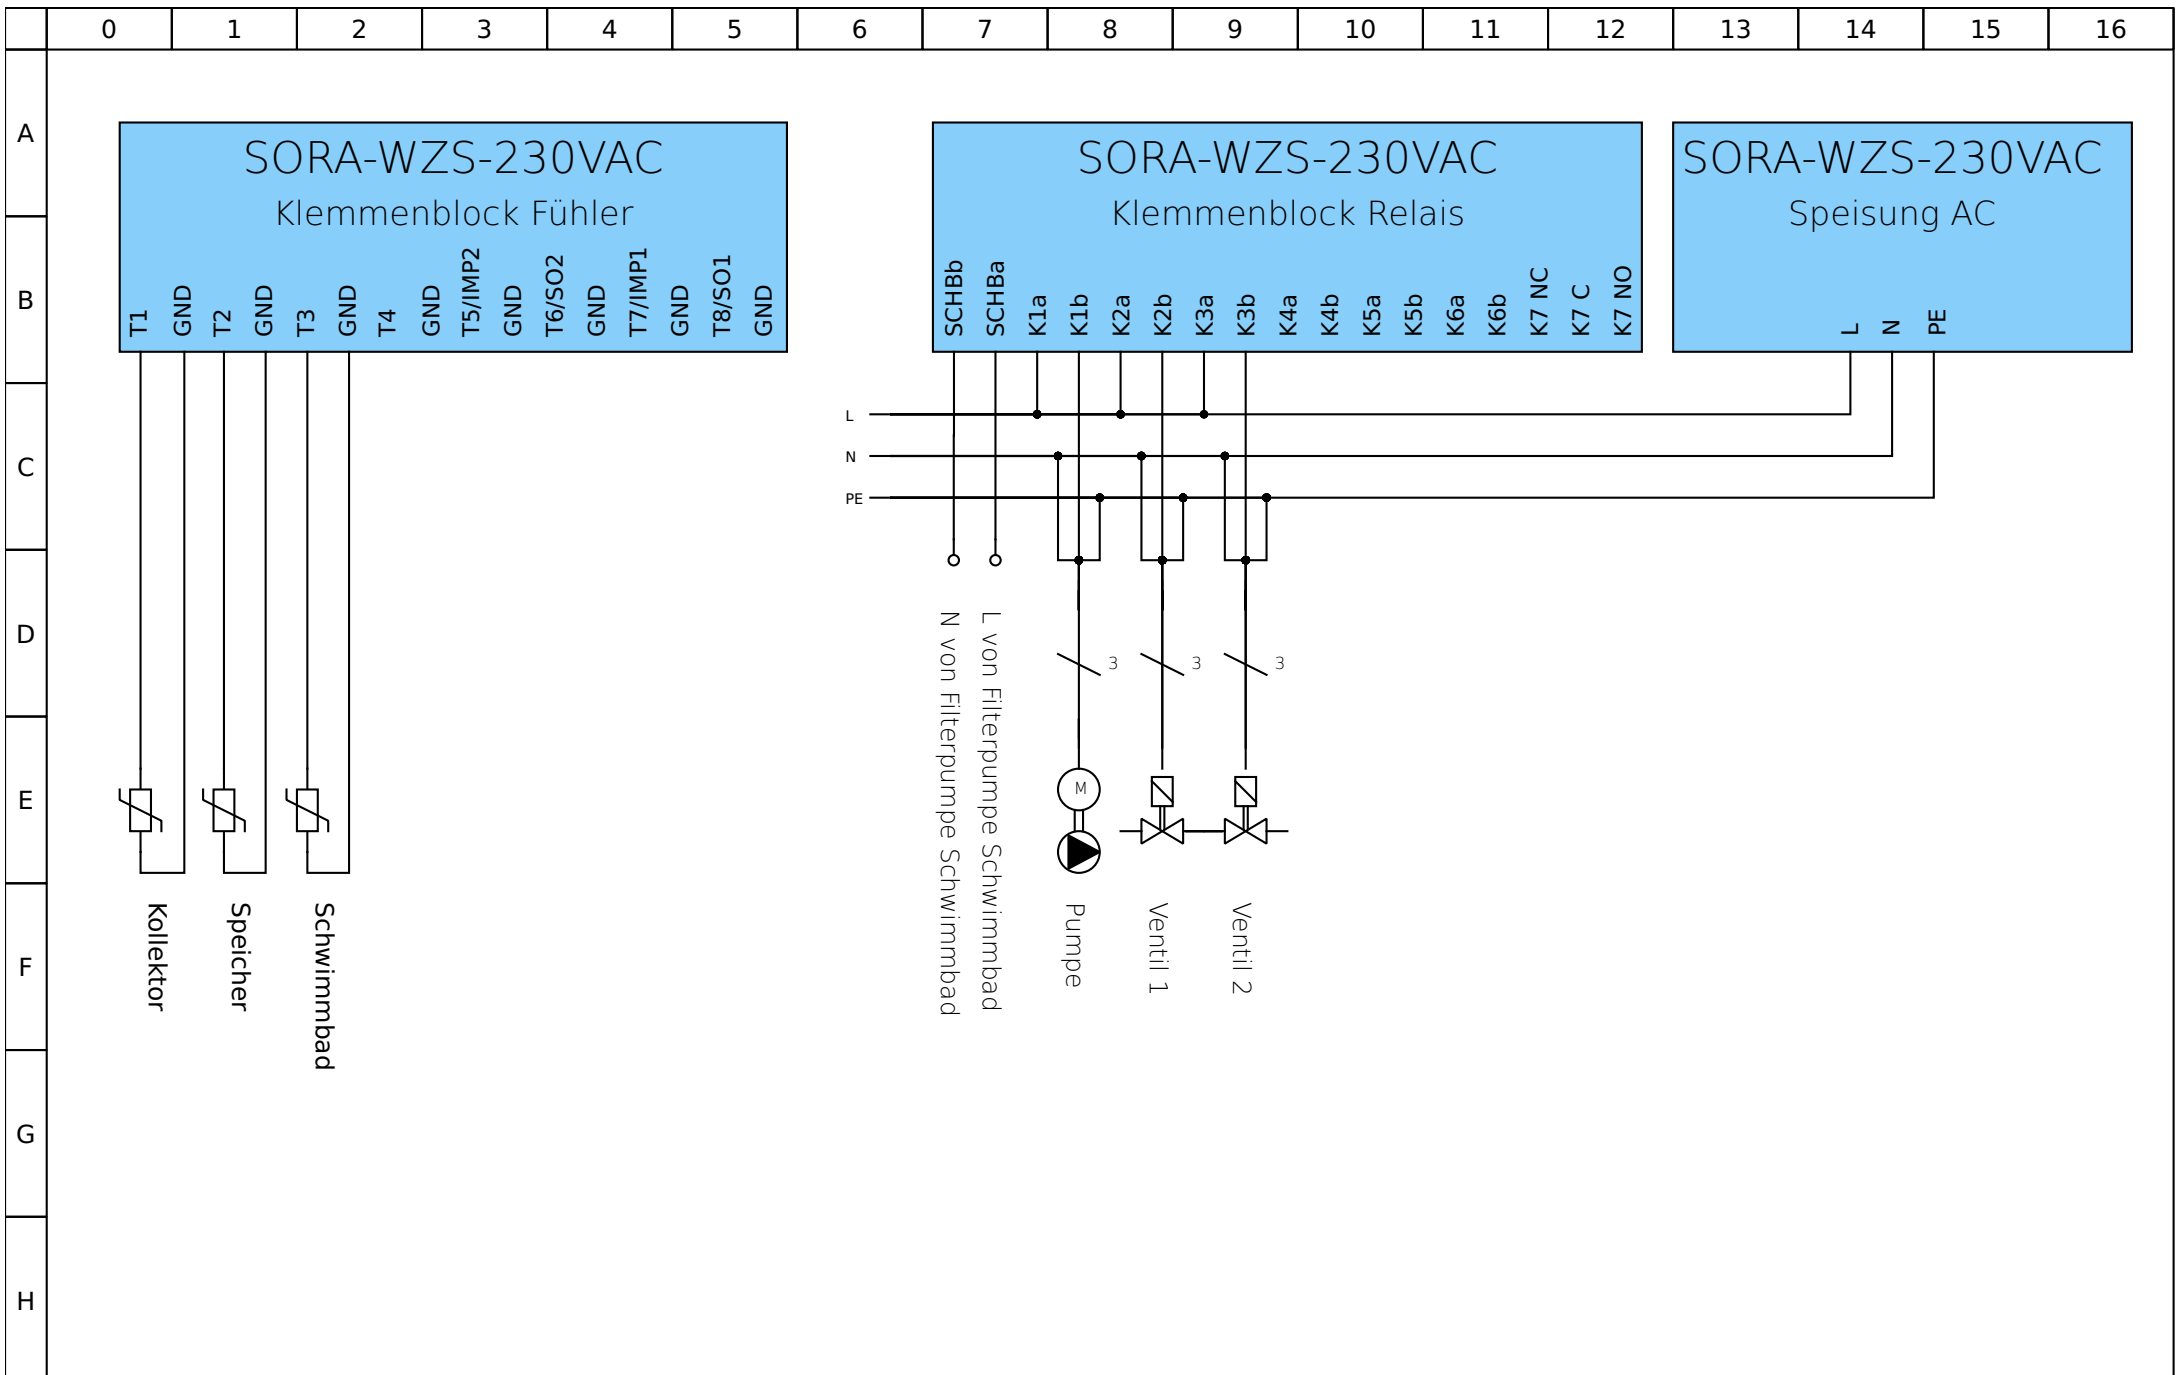 0 1 2 3 4 5 6 7 8 9 10 11 12 13 14 15 16
A
B
C
D
E
F
G
H
SORA-WZS-230VAC
Klemmenblock Fühler
T1 GND T2 GND T3 GND T4 GND T5/IMP2 GND T6/SO2 GND T7/IMP1 GND T8/SO1 GND
SORA-WZS-230VAC
Klemmenblock Relais
SCHBb SCHBa K1a K1b K2a K2b K3a K3b K4a K4b K5a K5b K6a K6b K7 NC K7 C K7 NO
SORA-WZS-230VAC
Speisung AC
L N PE
L
N
PE
3 3 3
M
N von Filterpumpe Schwimmbad
L von Filterpumpe Schwimmbad
Kollektor
Speicher
Schwimmbad
Pumpe
Ventil 1
Ventil 2